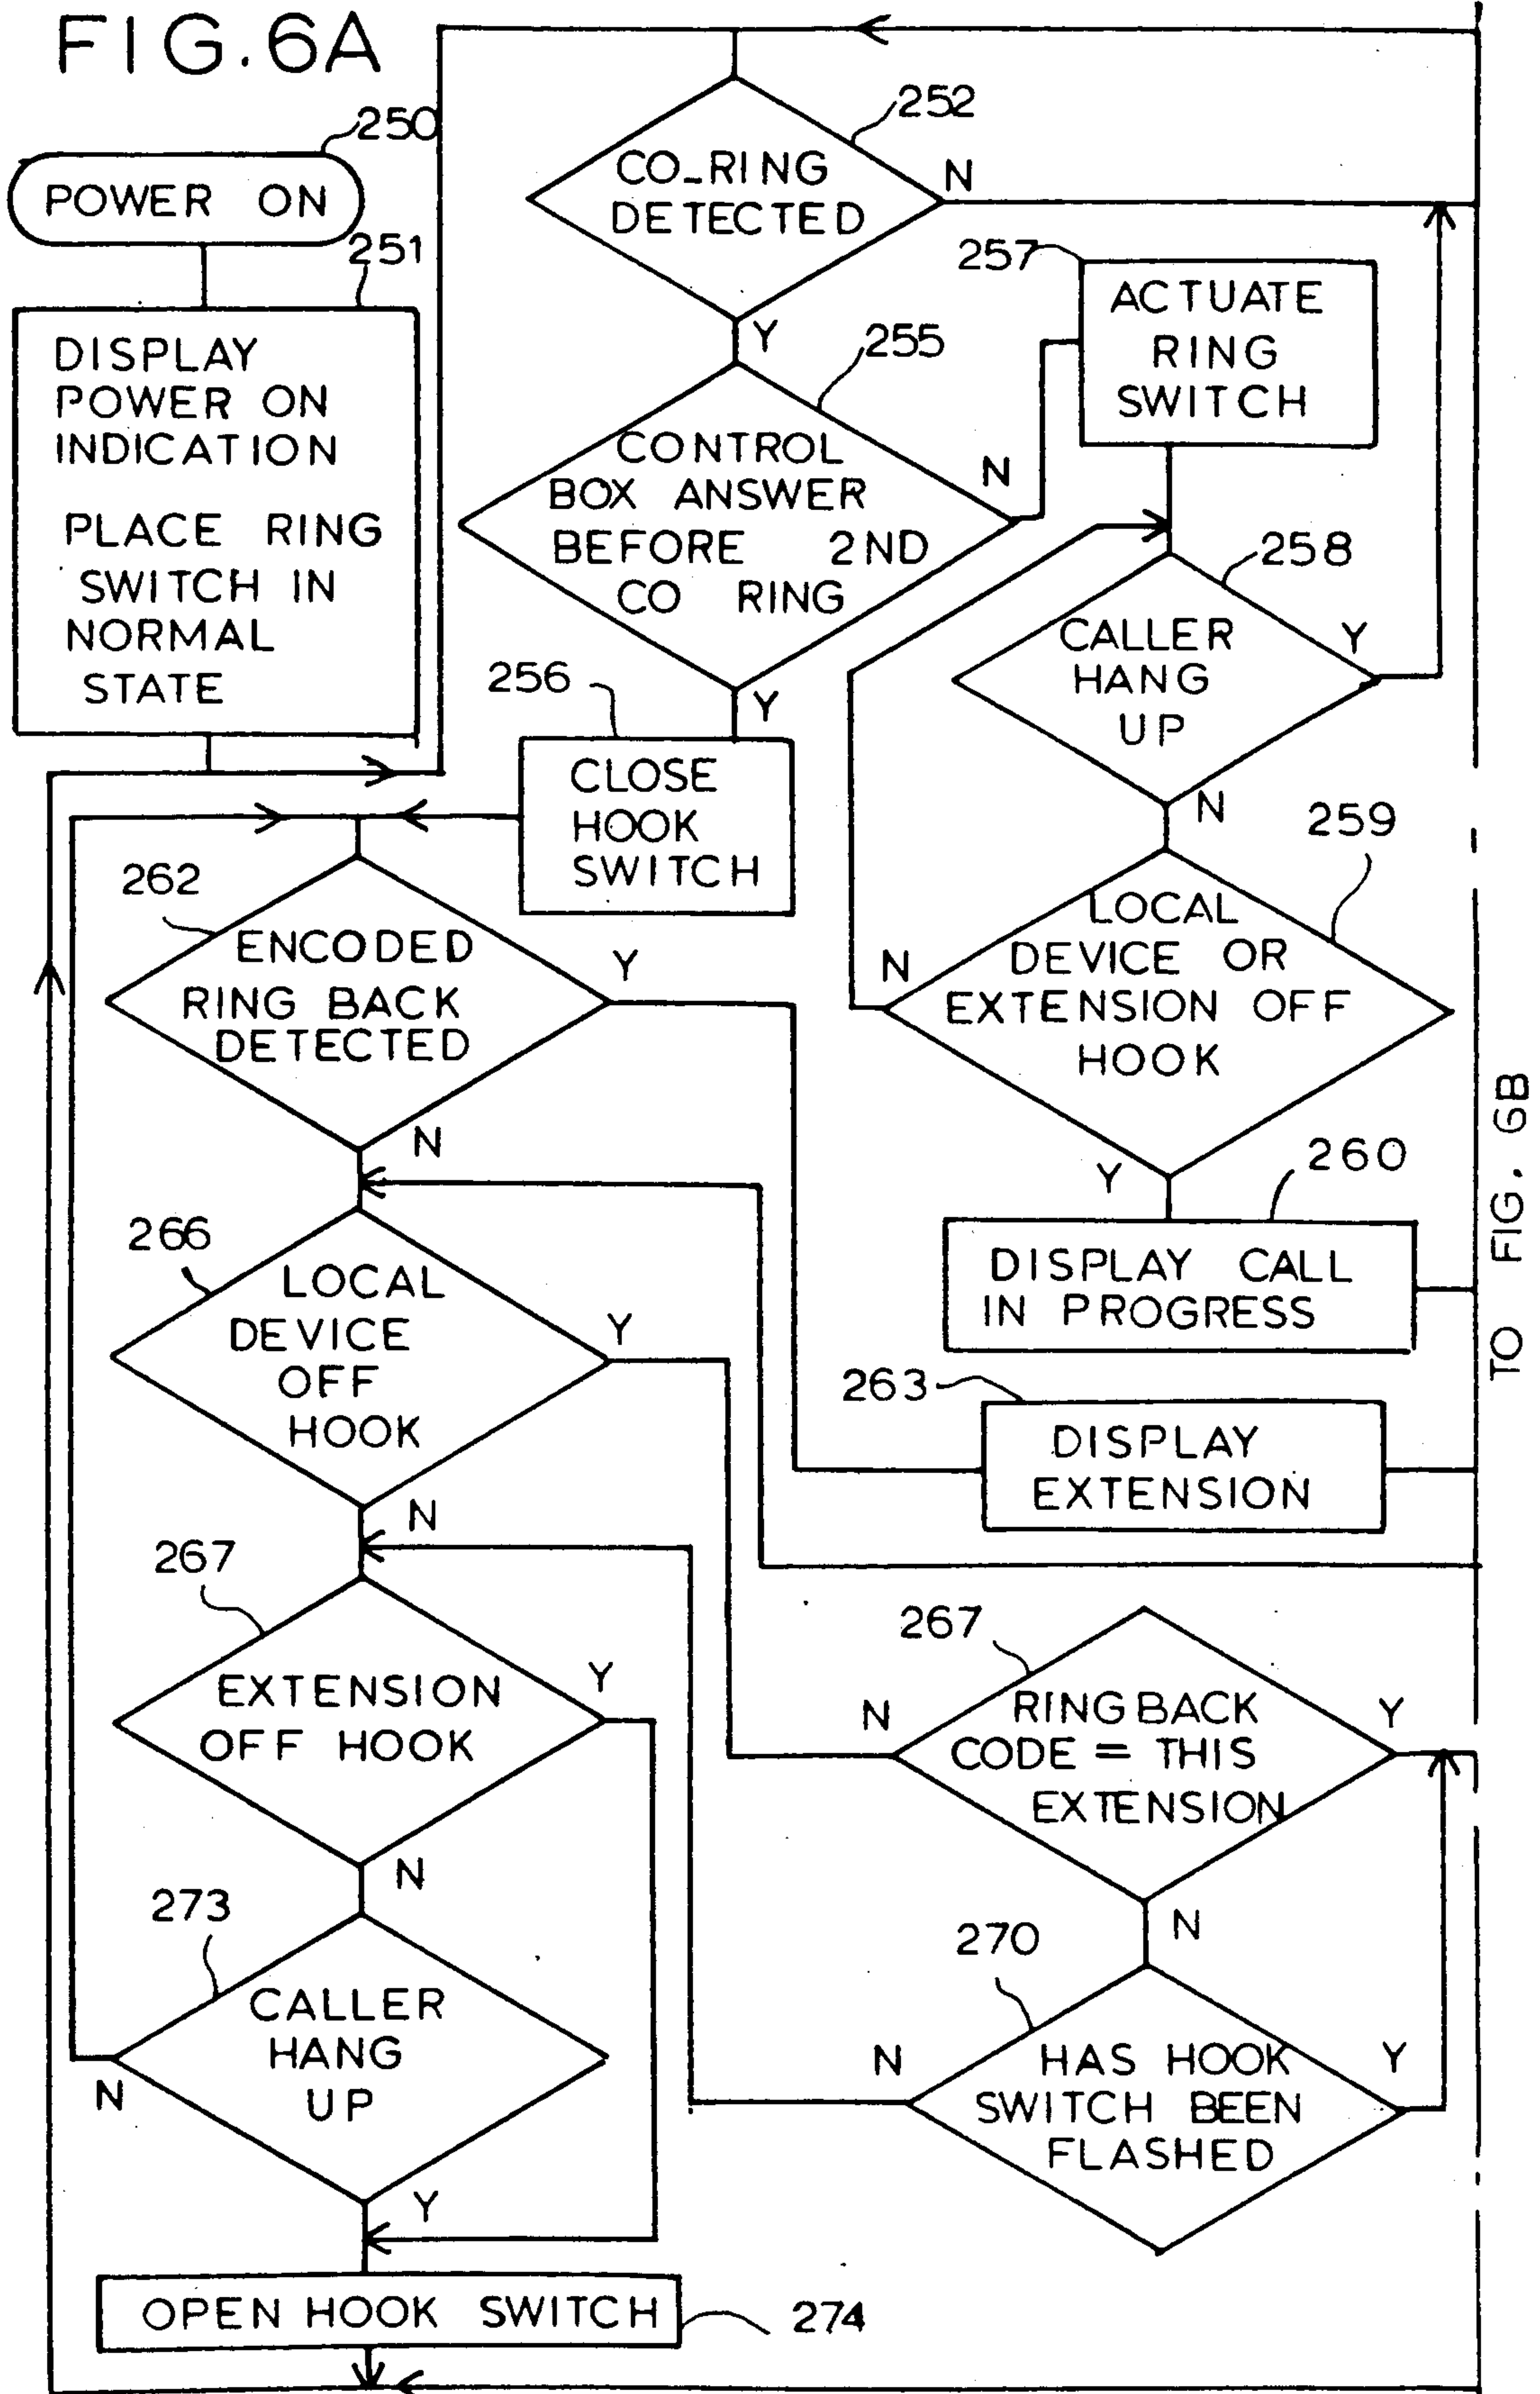 FIG. 6A
250
POWER ON
251
DISPLAY
POWER ON
INDICATION
PLACE RING
SWITCH IN
NORMAL
STATE
252
CO-RING
DETECTED
N
Y
255
CONTROL
BOX ANSWER
BEFORE 2ND
CO RING
N
Y
257
ACTUATE
RING
SWITCH
256
CLOSE
HOOK
SWITCH
258
CALLER
HANG
UP
Y
N
259
LOCAL
DEVICE OR
EXTENSION OFF
HOOK
N
Y
260
DISPLAY CALL
IN PROGRESS
262
ENCODED
RING BACK
DETECTED
Y
N
263
DISPLAY
EXTENSION
266
LOCAL
DEVICE
OFF
HOOK
Y
N
267
EXTENSION
OFF HOOK
Y
N
267
RING BACK
CODE = THIS
EXTENSION
N
Y
N
270
HAS HOOK
SWITCH BEEN
FLASHED
N
Y
273
CALLER
HANG
UP
N
Y
OPEN HOOK SWITCH
274
TO FIG. 6B